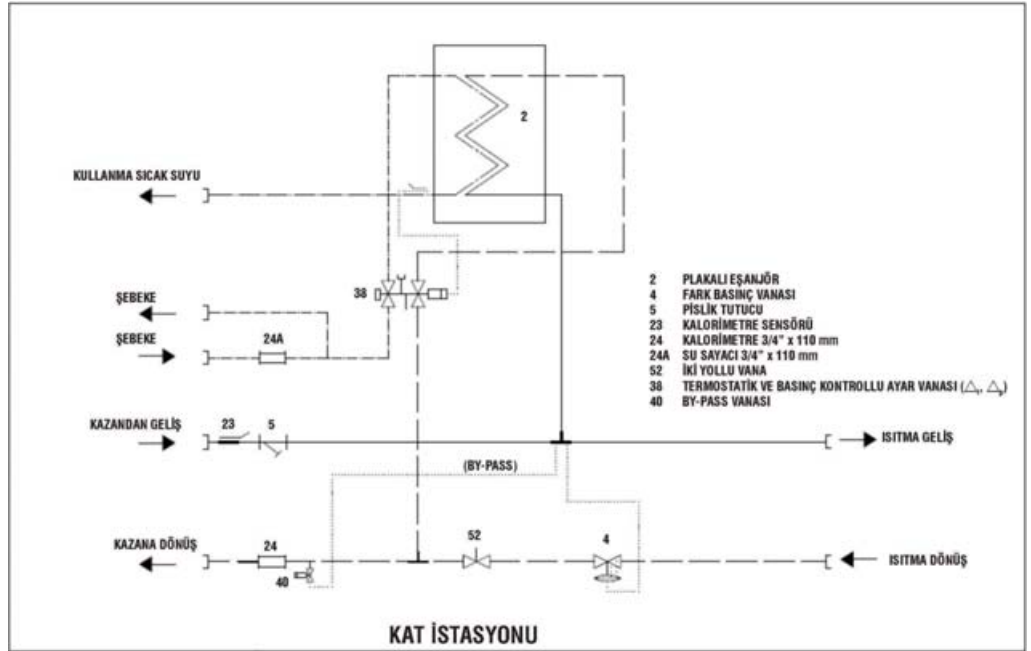 2
KULLANMA SICAK SUYU
38
ŞEBEKE
ŞEBEKE
24A
2 PLAKALI EŞANJÖR
4 FARK BASINÇ VANASI
5 PİSLİK TUTUCU
23 KALORİMETRE SENSÖRÜ
24 KALORİMETRE 3/4" x 110 mm
24A SU SAYACI 3/4" x 110 mm
52 İKİ YOLLU VANA
38 TERMOSTATİK VE BASINÇ KONTROLLU AYAR VANASI
40 BY-PASS VANASI
KAZANDAN GELİŞ
23
5
ISITMA GELİŞ
(BY-PASS)
KAZANA DÖNÜŞ
24
40
52
4
ISITMA DÖNÜŞ
KAT İSTASYONU